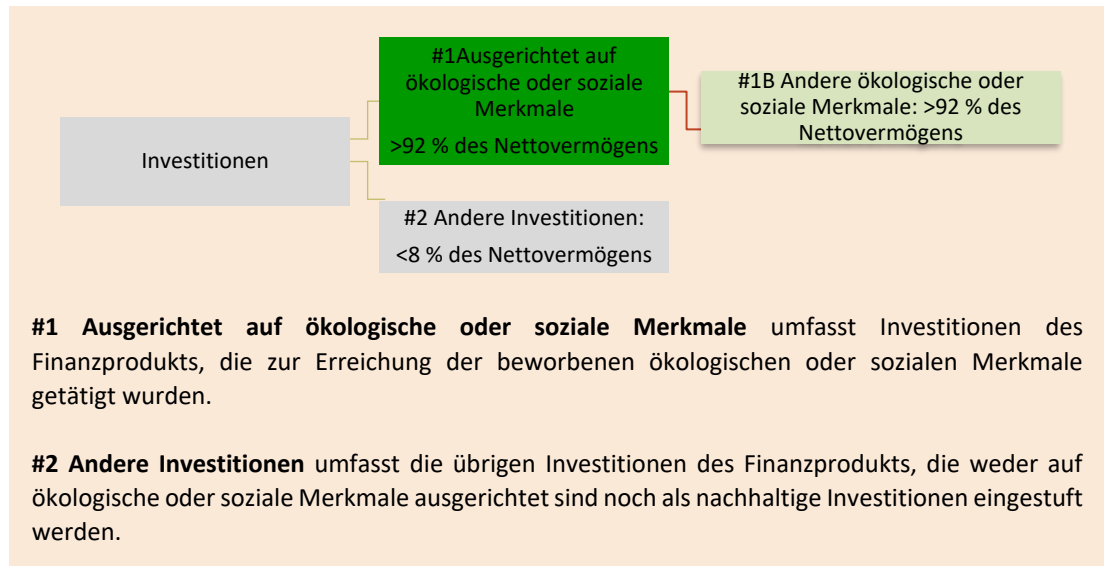 #1Ausgerichtet auf
ökologische oder soziale
Merkmale
>92 % des Nettovermögens
#1B Andere ökologische oder
soziale Merkmale: >92 % des
Nettovermögens
Investitionen
#2 Andere Investitionen:
<8 % des Nettovermögens
#1 Ausgerichtet auf ökologische oder soziale Merkmale umfasst Investitionen des
Finanzprodukts, die zur Erreichung der beworbenen ökologischen oder sozialen Merkmale
getätigt wurden.
#2 Andere Investitionen umfasst die übrigen Investitionen des Finanzprodukts, die weder auf
ökologische oder soziale Merkmale ausgerichtet sind noch als nachhaltige Investitionen eingestuft
werden.